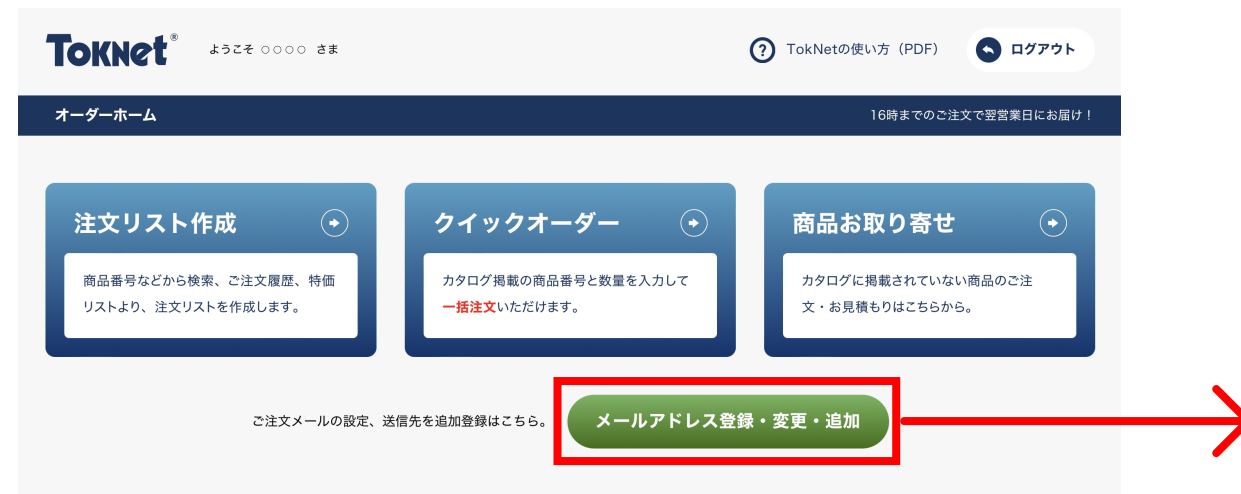 TOKNet® ようこそ ○○○○ さま
TokNetの使い方（PDF）
ログアウト
オーダーホーム
16時までのご注文で翌営業日にお届け！
注文リスト作成
商品番号などから検索、ご注文履歴、特価
リストより、注文リストを作成します。
クイックオーダー
カタログ掲載の商品番号と数量を入力して
一括注文いただけます。
商品お取り寄せ
カタログに掲載されていない商品のご注
文・お見積もりはこちらから。
ご注文メールの設定、送信先を追加登録はこちら。
メールアドレス登録・変更・追加